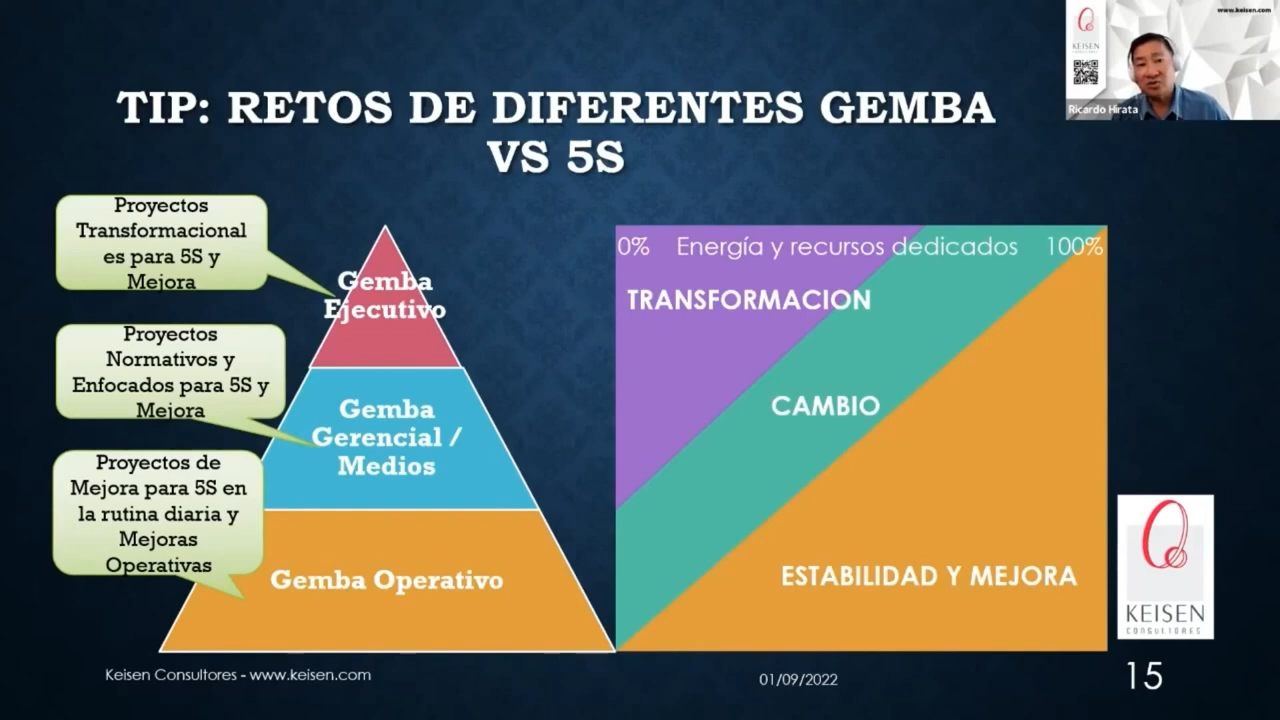 www.keisen.com
KEISEN
Ricardo Hirata
TIP: RETOS DE DIFERENTES GEMBA
VS 5S
Proyectos
Transformacional
es para 5S y
Mejora
Proyectos
Normativos y
Enfocados para 5S y
Mejora
Proyectos de
Mejora para 5S en
la rutina diaria y
Mejoras
Operativas
Gemba
Ejecutivo
Gemba
Gerencial /
Medios
Gemba Operativo
0% Energía y recursos dedicados 100%
TRANSFORMACION
CAMBIO
ESTABILIDAD Y MEJORA
KEISEN
CONSULTORES
Keisen Consultores - www.keisen.com
01/09/2022
15